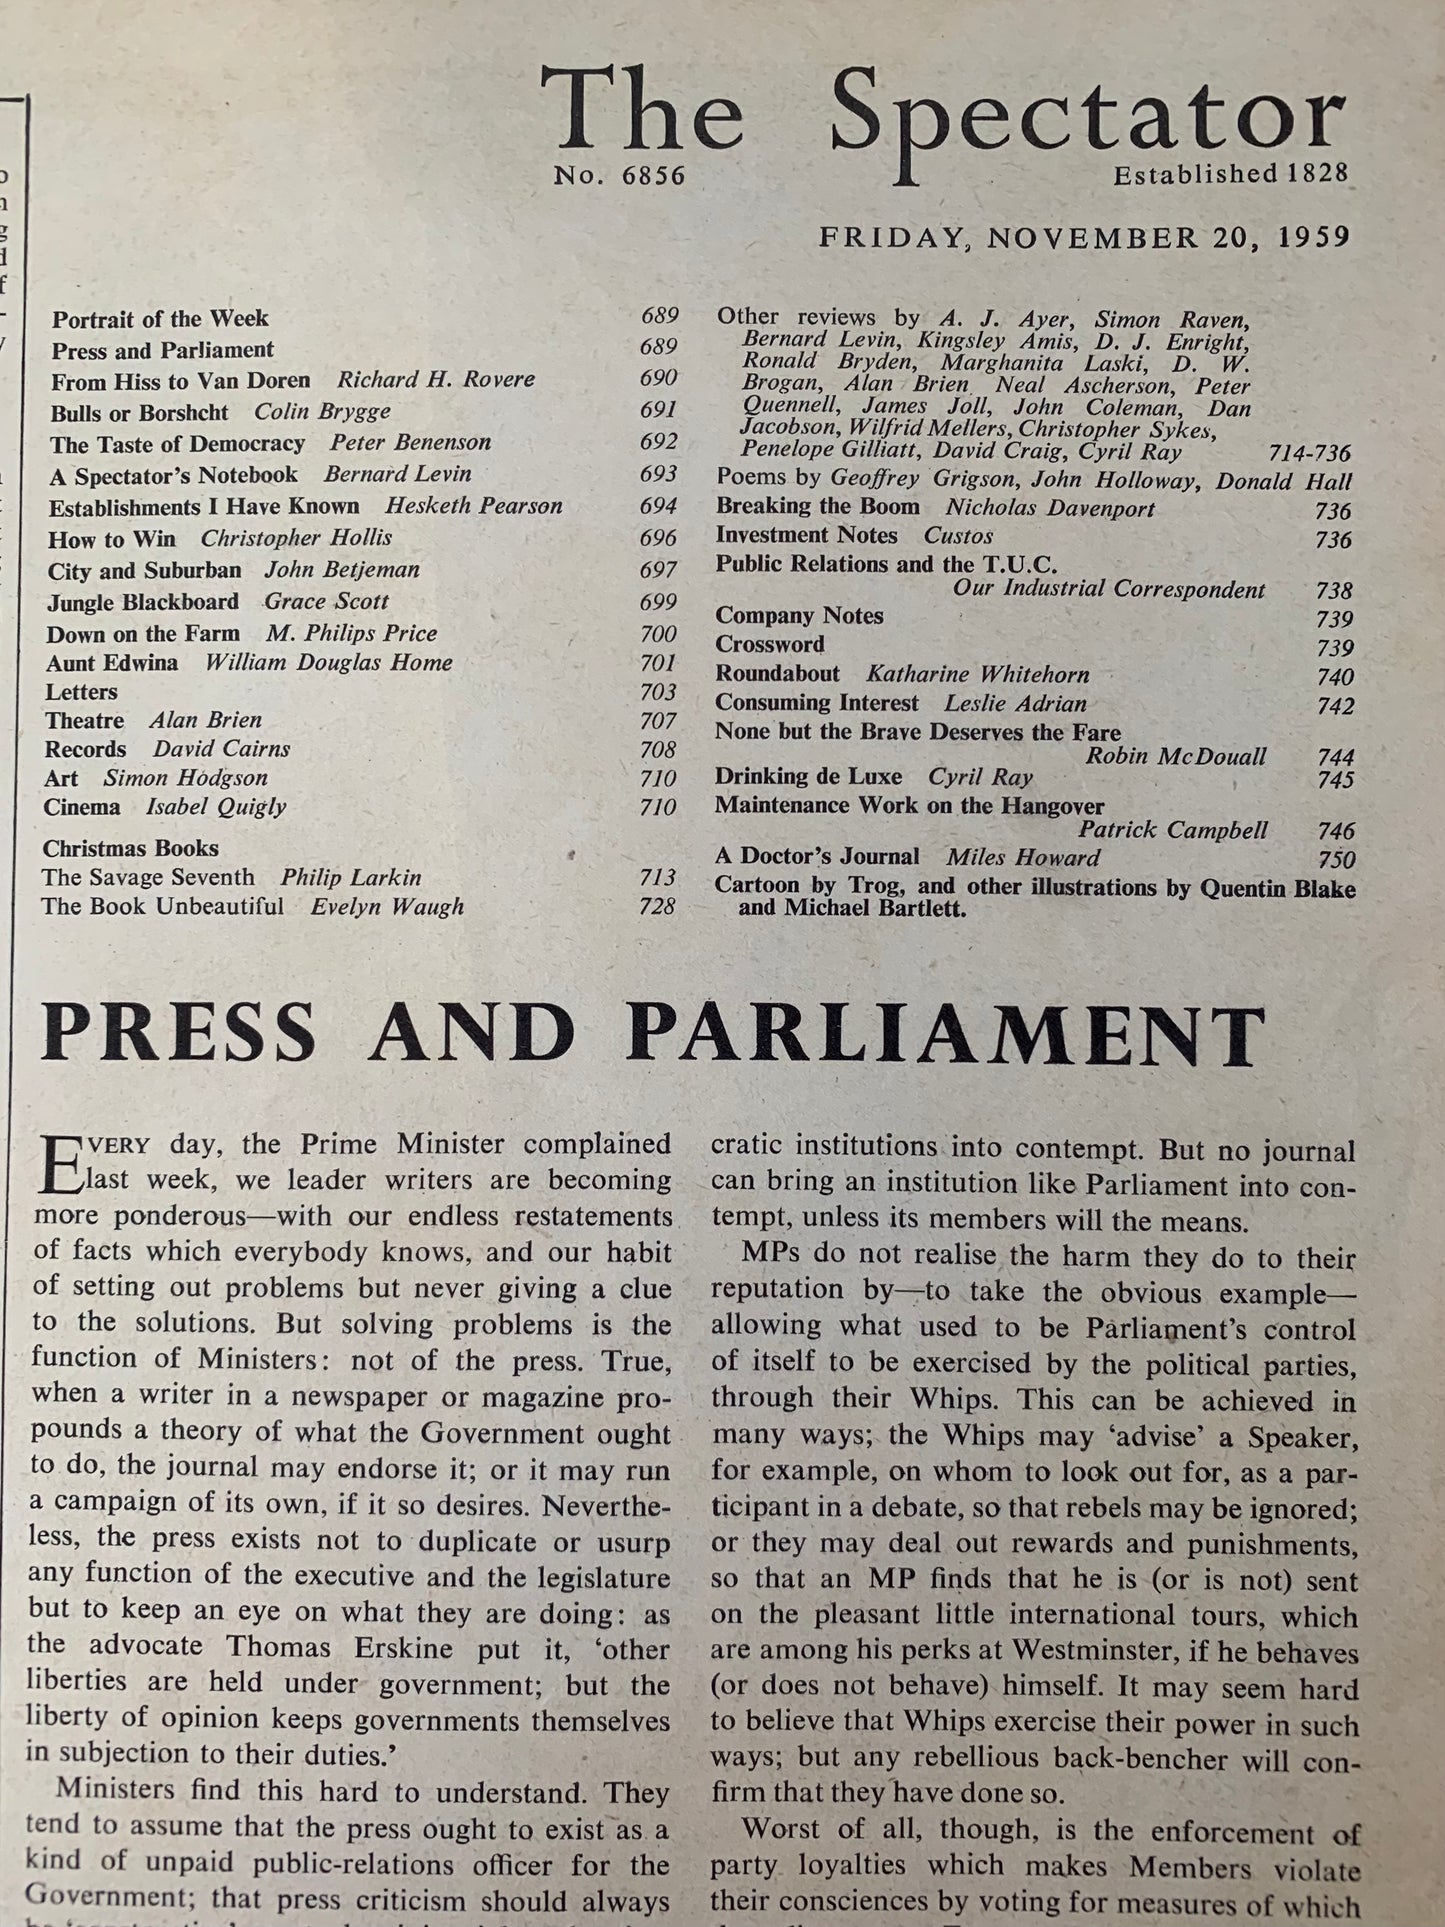 The Spectator
No. 6856 Established 1828
FRIDAY, NOVEMBER 20, 1959
Portrait of the Week 689
Press and Parliament 689
From Hiss to Van Doren Richard H. Rovere 690
Bulls or Borshcht Colin Brygge 691
The Taste of Democracy Peter Benenson 692
A Spectator's Notebook Bernard Levin 693
Establishments I Have Known Hesketh Pearson 694
How to Win Christopher Hollis 696
City and Suburban John Betjeman 697
Jungle Blackboard Grace Scott 699
Down on the Farm M. Philips Price 700
Aunt Edwina William Douglas Home 701
Letters 703
Theatre Alan Brien 707
Records David Cairns 708
Art Simon Hodgson 710
Cinema Isabel Quigly 710
Christmas Books
The Savage Seventh Philip Larkin 713
The Book Unbeautiful Evelyn Waugh 728
Other reviews by A. J. Ayer, Simon Raven,
Bernard Levin, Kingsley Amis, D. J. Enright,
Ronald Bryden, Marghanita Laski, D. W.
Brogan, Alan Brien Neal Ascherson, Peter
Quennell, James Joll, John Coleman, Dan
Jacobson, Wilfrid Mellers, Christopher Sykes,
Penelope Gilliatt, David Craig, Cyril Ray 714-736
Poems by Geoffrey Grigson, John Holloway, Donald Hall
Breaking the Boom Nicholas Davenport 736
Investment Notes Custos 736
Public Relations and the T.U.C.
Our Industrial Correspondent 738
Company Notes 739
Crossword 739
Roundabout Katharine Whitehorn 740
Consuming Interest Leslie Adrian 742
None but the Brave Deserves the Fare
Robin McDouall 744
Drinking de Luxe Cyril Ray 745
Maintenance Work on the Hangover
Patrick Campbell 746
A Doctor's Journal Miles Howard 750
Cartoon by Trog, and other illustrations by Quentin Blake
and Michael Bartlett.
PRESS AND PARLIAMENT
EVERY day, the Prime Minister complained
last week, we leader writers are becoming
more ponderous—with our endless restatements
of facts which everybody knows, and our habit
of setting out problems but never giving a clue
to the solutions. But solving problems is the
function of Ministers: not of the press. True,
when a writer in a newspaper or magazine pro-
pounds a theory of what the Government ought
to do, the journal may endorse it; or it may run
a campaign of its own, if it so desires. Neverthe-
less, the press exists not to duplicate or usurp
any function of the executive and the legislature
but to keep an eye on what they are doing: as
the advocate Thomas Erskine put it, 'other
liberties are held under government; but the
liberty of opinion keeps governments themselves
in subjection to their duties.'
Ministers find this hard to understand. They
tend to assume that the press ought to exist as a
kind of unpaid public-relations officer for the
Government; that press criticism should always
cratic institutions into contempt. But no journal
can bring an institution like Parliament into con-
tempt, unless its members will the means.
MPs do not realise the harm they do to their
reputation by—to take the obvious example—
allowing what used to be Parliament's control
of itself to be exercised by the political parties,
through their Whips. This can be achieved in
many ways; the Whips may 'advise' a Speaker,
for example, on whom to look out for, as a par-
ticipant in a debate, so that rebels may be ignored;
or they may deal out rewards and punishments,
so that an MP finds that he is (or is not) sent
on the pleasant little international tours, which
are among his perks at Westminster, if he behaves
(or does not behave) himself. It may seem hard
to believe that Whips exercise their power in such
ways; but any rebellious back-bencher will con-
firm that they have done so.
Worst of all, though, is the enforcement of
party loyalties which makes Members violate
their consciences by voting for measures of which